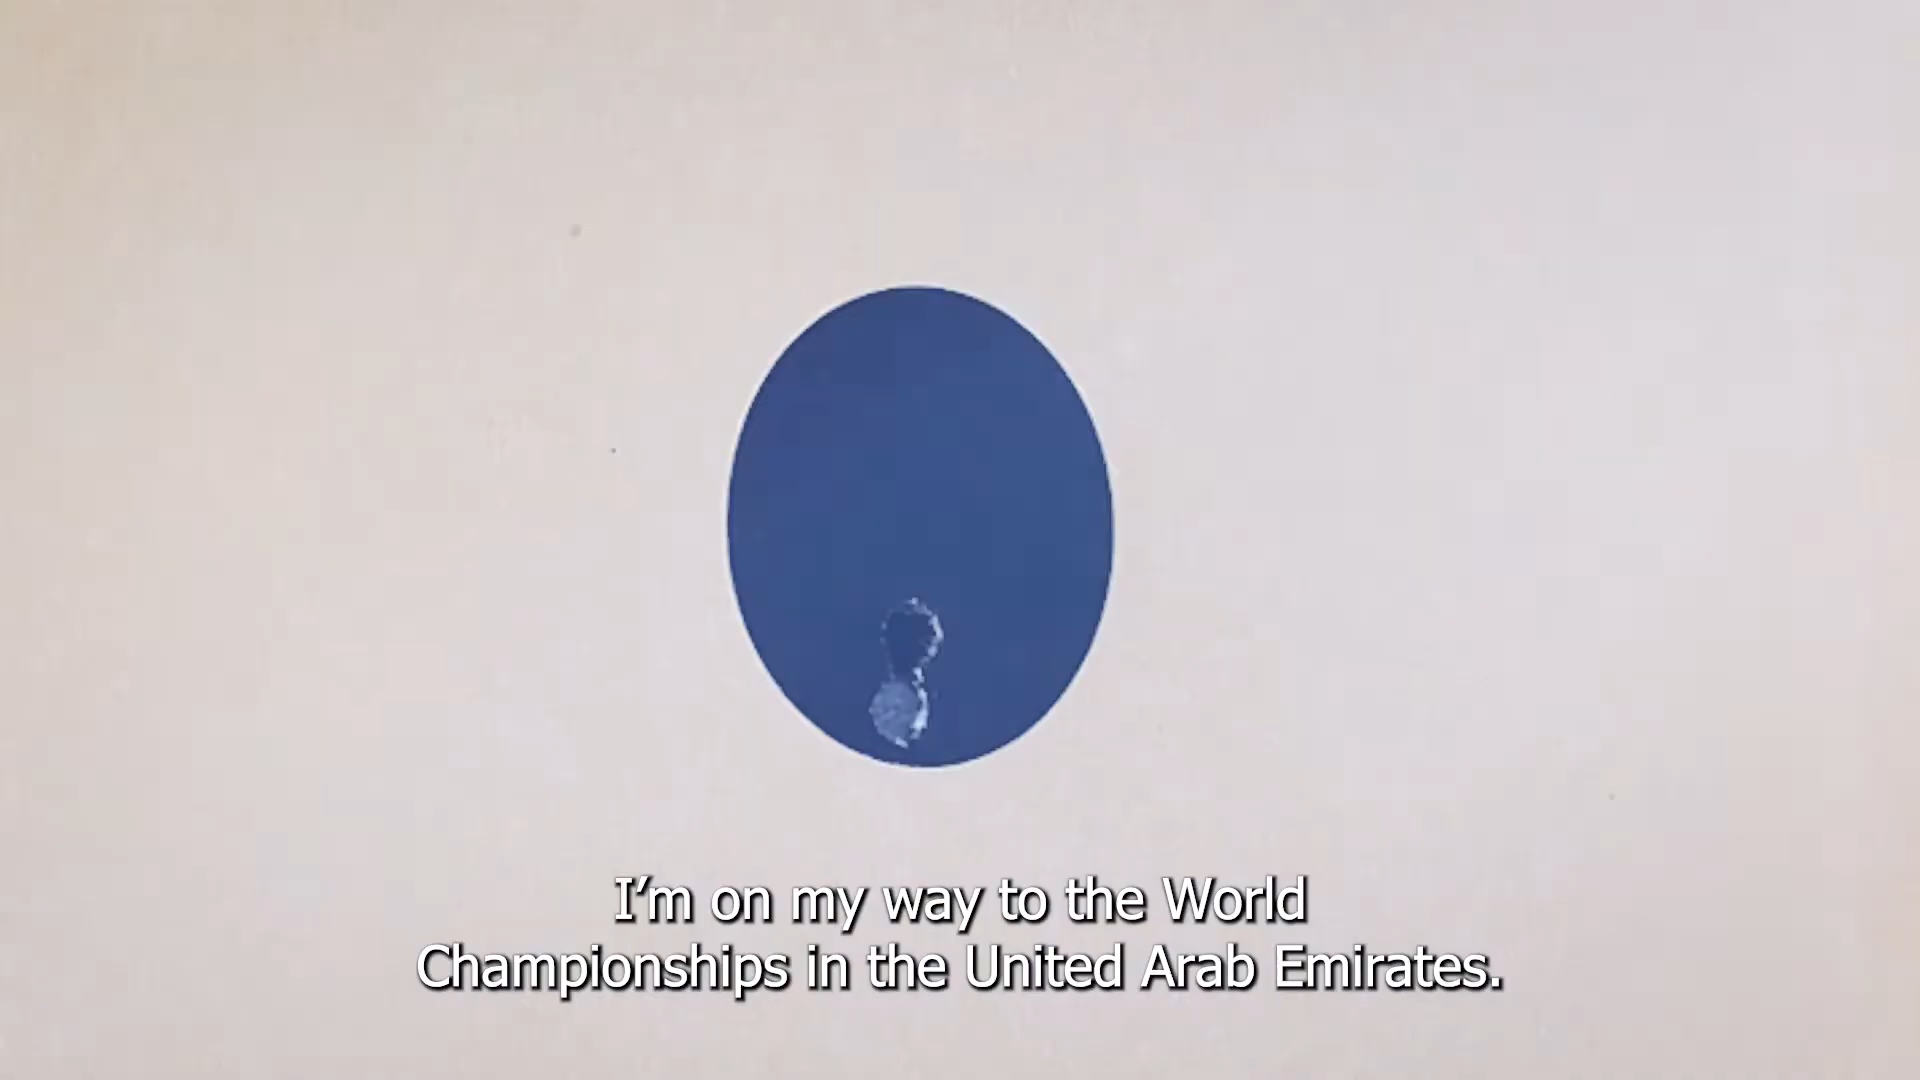 I’m on my way to the World
Championships in the United Arab Emirates.